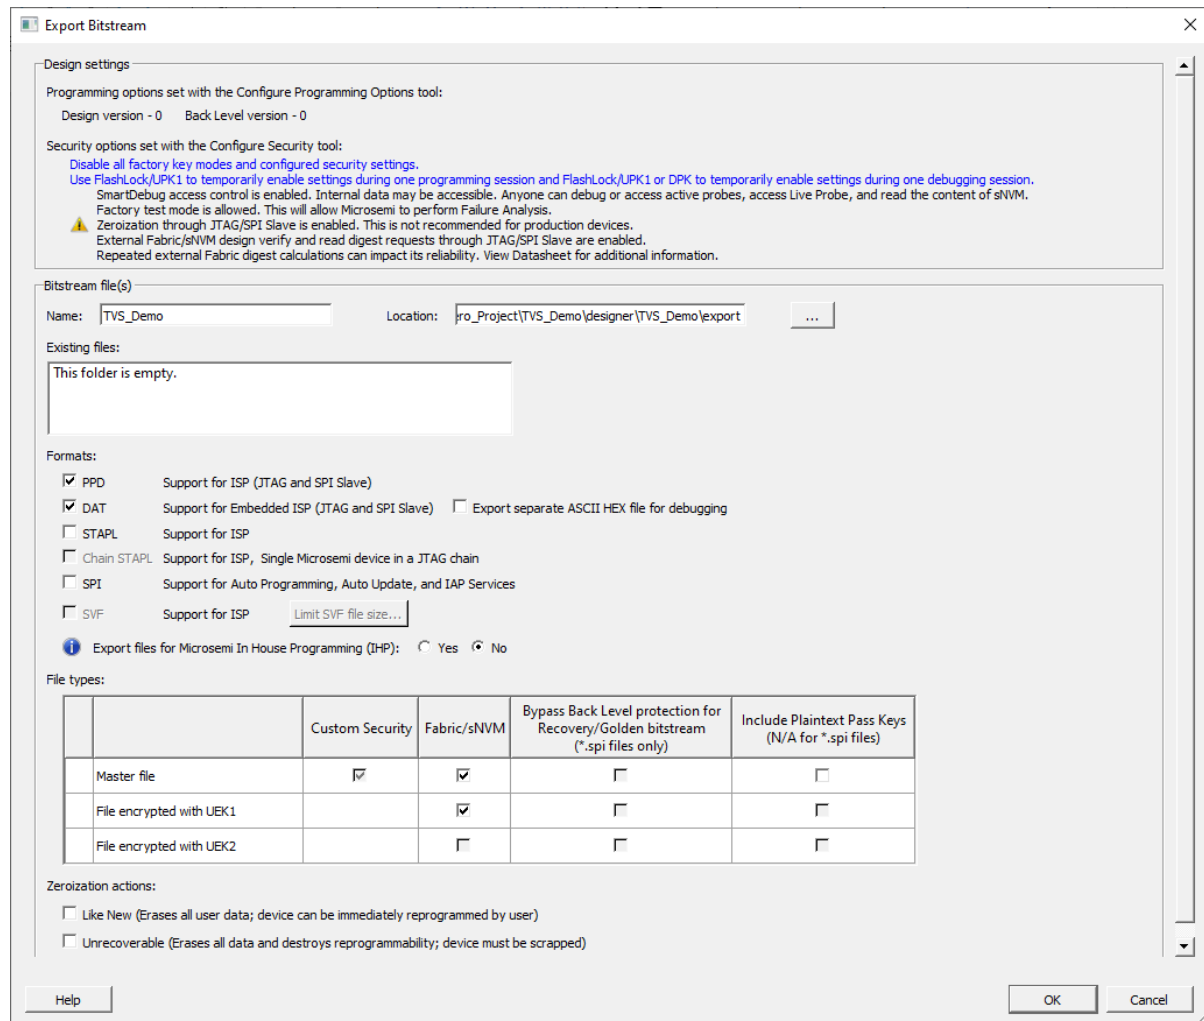 Export Bitstream
Design settings
Programming options set with the Configure Programming Options tool:
Design version - 0 Back Level version - 0
Security options set with the Configure Security tool:
Disable all factory key modes and configured security settings.
Use FlashLock/UPK1 to temporarily enable settings during one programming session and FlashLock/UPK1 or DPK to temporarily enable settings during one debugging session.
SmartDebug access control is enabled. Internal data may be accessible. Anyone can debug or access active probes, access Live Probe, and read the content of sNVM.
Factory test mode is allowed. This will allow Microsemi to perform Failure Analysis.
Zeroization through JTAG/SPI Slave is enabled. This is not recommended for production devices.
External Fabric/sNVM design verify and read digest requests through JTAG/SPI Slave are enabled.
Repeated external Fabric digest calculations can impact its reliability. View Datasheet for additional information.
Bitstream file(s)
Name: TVS_Demo Location: ro_Project\TVS_Demo\designer\TVS_Demo\export ...
Existing files:
This folder is empty.
Formats:
PPD Support for ISP (JTAG and SPI Slave)
DAT Support for Embedded ISP (JTAG and SPI Slave) Export separate ASCII HEX file for debugging
STAPL Support for ISP
Chain STAPL Support for ISP, Single Microsemi device in a JTAG chain
SPI Support for Auto Programming, Auto Update, and IAP Services
SVF Support for ISP Limit SVF file size...
Export files for Microsemi In House Programming (IHP): Yes No
File types:
Custom Security Fabric/sNVM Bypass Back Level protection for Recovery/Golden bitstream (*.spi files only) Include Plaintext Pass Keys (N/A for *.spi files)
Master file
File encrypted with UEK1
File encrypted with UEK2
Zeroization actions:
Like New (Erases all user data; device can be immediately reprogrammed by user)
Unrecoverable (Erases all data and destroys reprogrammability; device must be scrapped)
Help OK Cancel